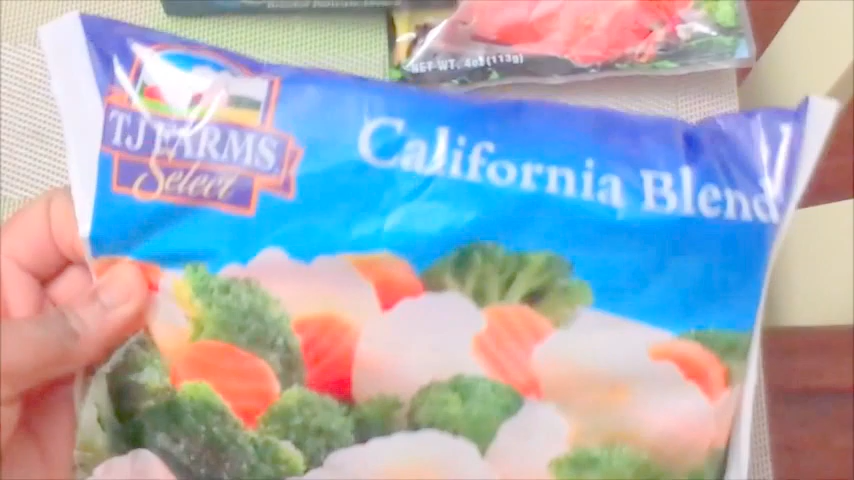 NET WT. 4oz (113g)
TJ FARMS
Select
California Blend